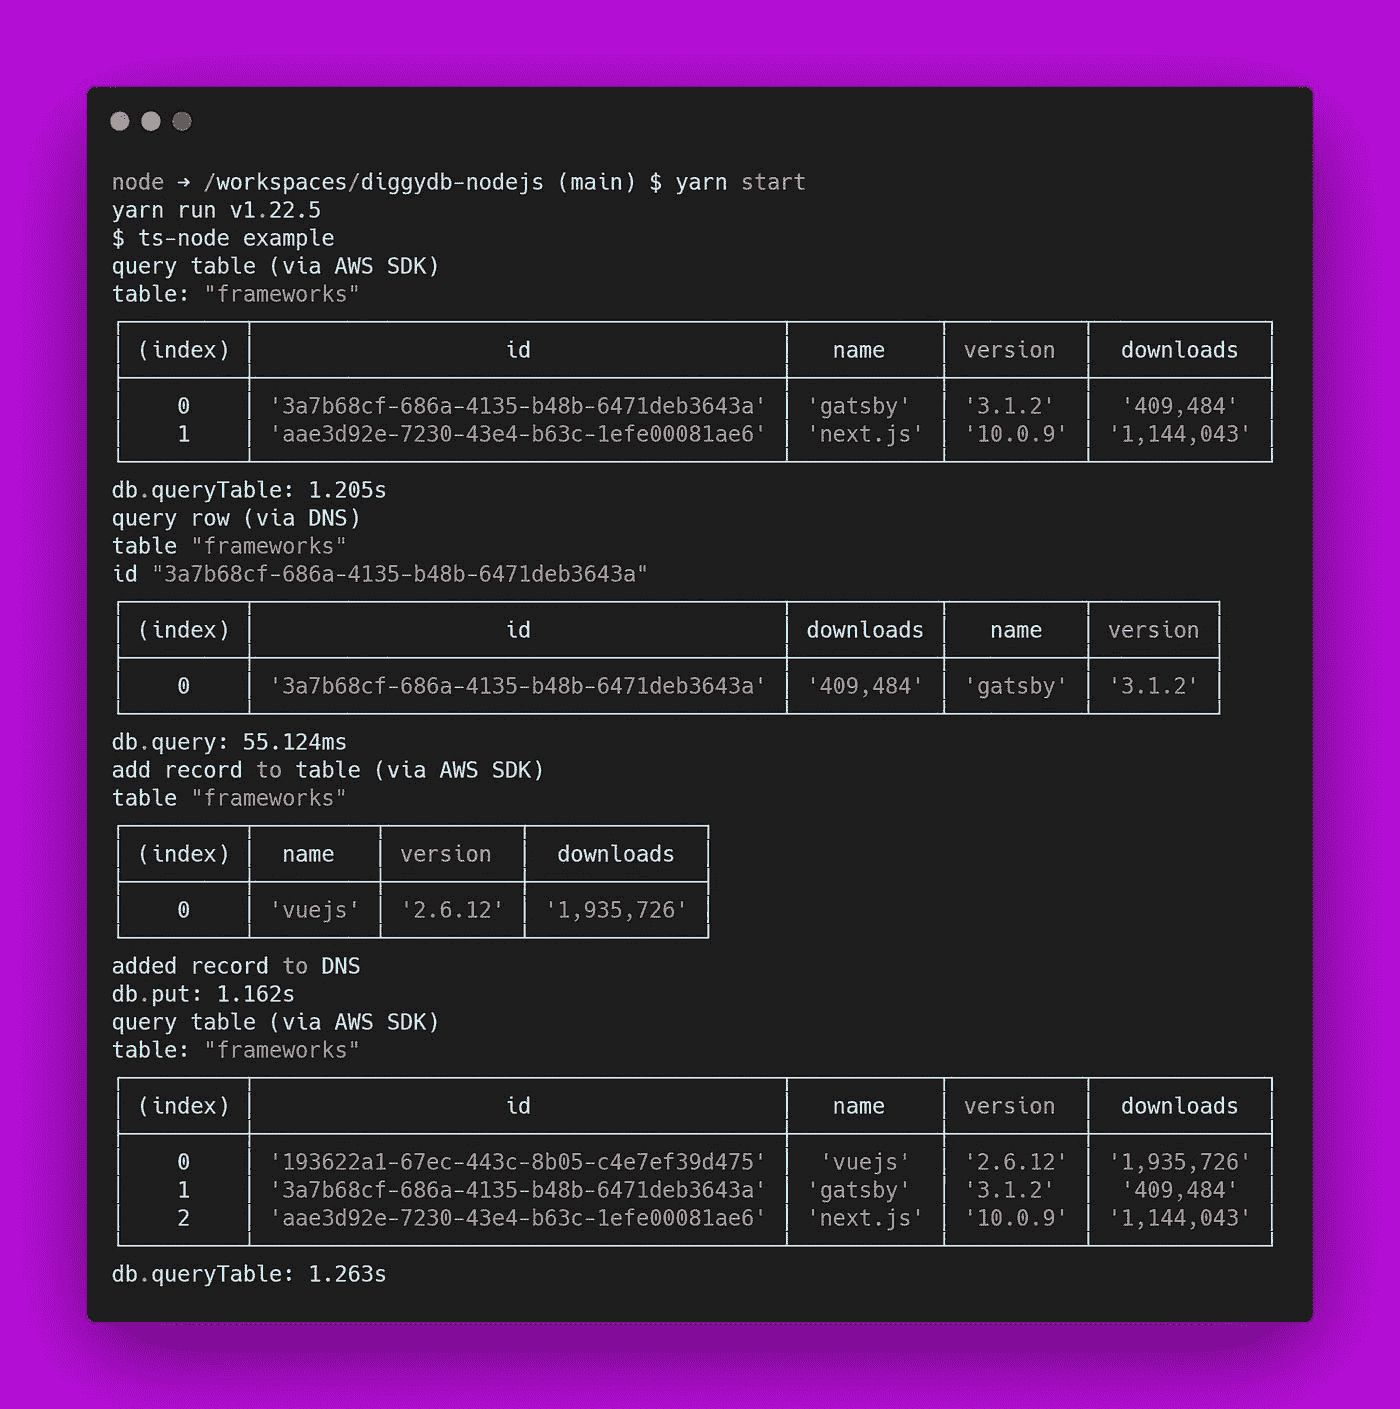 node → /workspaces/diggydb-nodejs (main) $ yarn start
yarn run v1.22.5
$ ts-node example
query table (via AWS SDK)
table: "frameworks"
(index) id name version downloads
0 '3a7b68cf-686a-4135-b48b-6471deb3643a' 'gatsby' '3.1.2' '409,484'
1 'aae3d92e-7230-43e4-b63c-1efe00081ae6' 'next.js' '10.0.9' '1,144,043'
db.queryTable: 1.205s
query row (via DNS)
table "frameworks"
id "3a7b68cf-686a-4135-b48b-6471deb3643a"
(index) id downloads name version
0 '3a7b68cf-686a-4135-b48b-6471deb3643a' '409,484' 'gatsby' '3.1.2'
db.query: 55.124ms
add record to table (via AWS SDK)
table "frameworks"
(index) name version downloads
0 'vuejs' '2.6.12' '1,935,726'
added record to DNS
db.put: 1.162s
query table (via AWS SDK)
table: "frameworks"
(index) id name version downloads
0 '193622a1-67ec-443c-8b05-c4e7ef39d475' 'vuejs' '2.6.12' '1,935,726'
1 '3a7b68cf-686a-4135-b48b-6471deb3643a' 'gatsby' '3.1.2' '409,484'
2 'aae3d92e-7230-43e4-b63c-1efe00081ae6' 'next.js' '10.0.9' '1,144,043'
db.queryTable: 1.263s